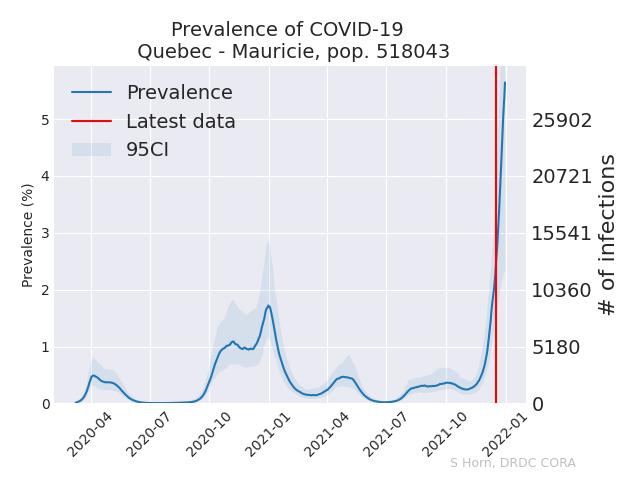 Prevalence of COVID-19
Quebec - Mauricie, pop. 518043
Prevalence
Latest data
95CI
Prevalence (%)
5
4
3
2
1
0
25902
20721
15541
10360
5180
0
# of infections
2020-04
2020-07
2020-10
2021-01
2021-04
2021-07
2021-10
2022-01
S Horn, DRDC CORA